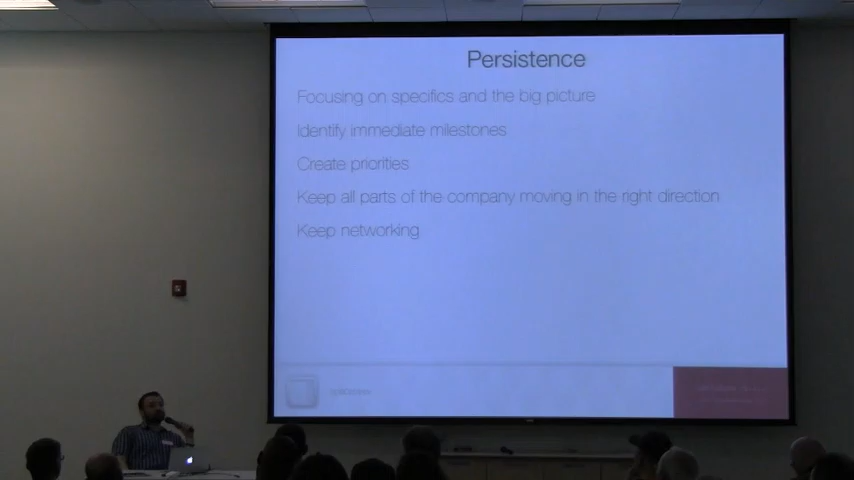 Persistence
Focusing on specifics and the big picture
Identify immediate milestones
Create priorities
Keep all parts of the company moving in the right direction
Keep networking